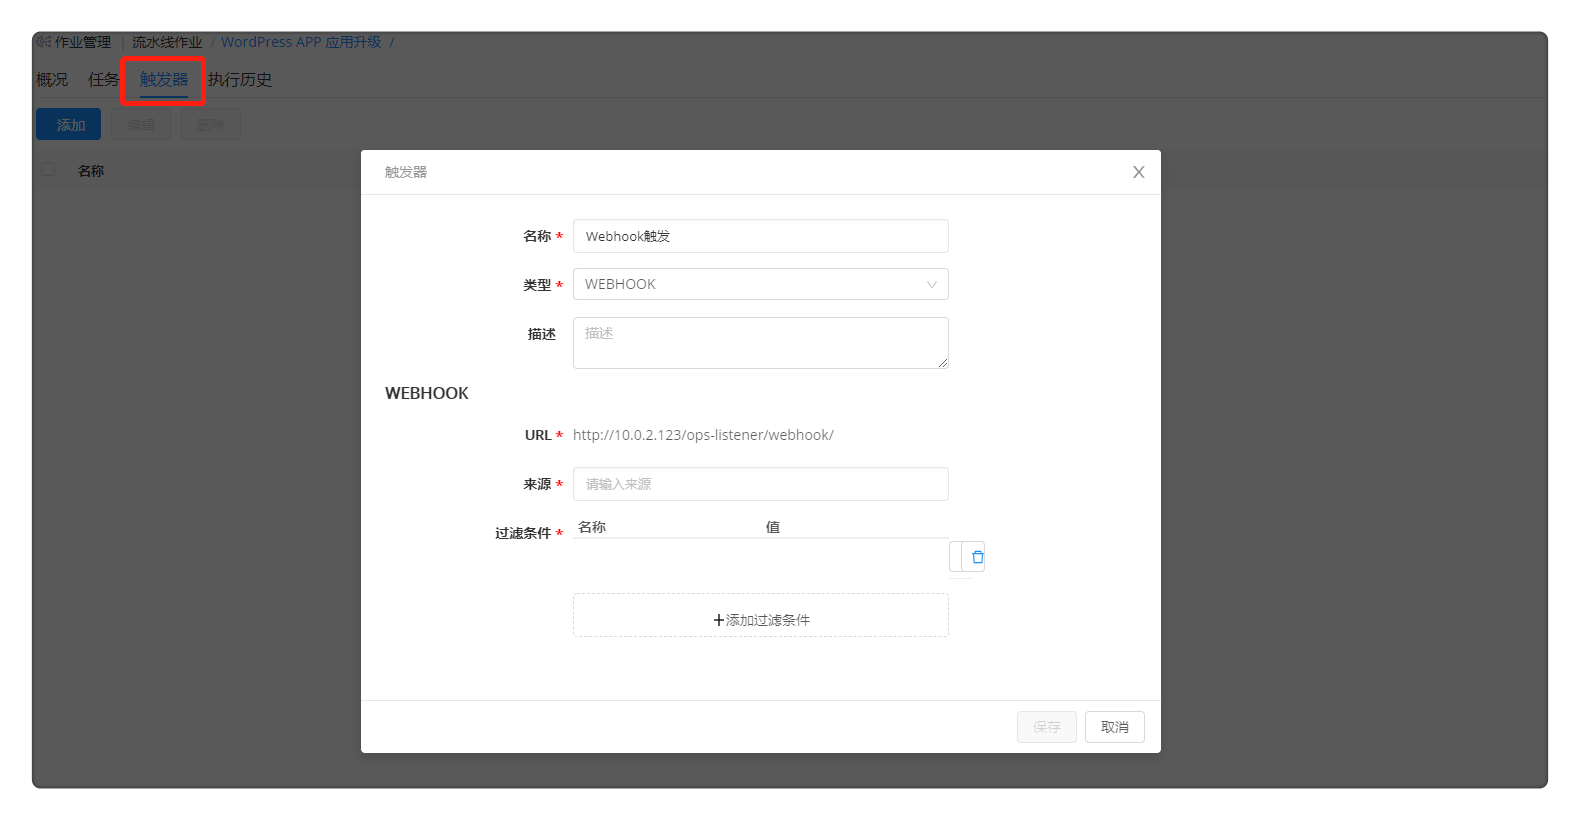 作业管理 | 流水线作业 / WordPress APP 应用升级 /
概况 任务 触发器 执行历史
添加 编辑 删除
名称
触发器
名称 * Webhook触发
类型 * WEBHOOK
描述 描述
WEBHOOK
URL * http://10.0.2.123/ops-listener/webhook/
来源 * 请输入来源
过滤条件 * 名称 值
+添加过滤条件
保存 取消